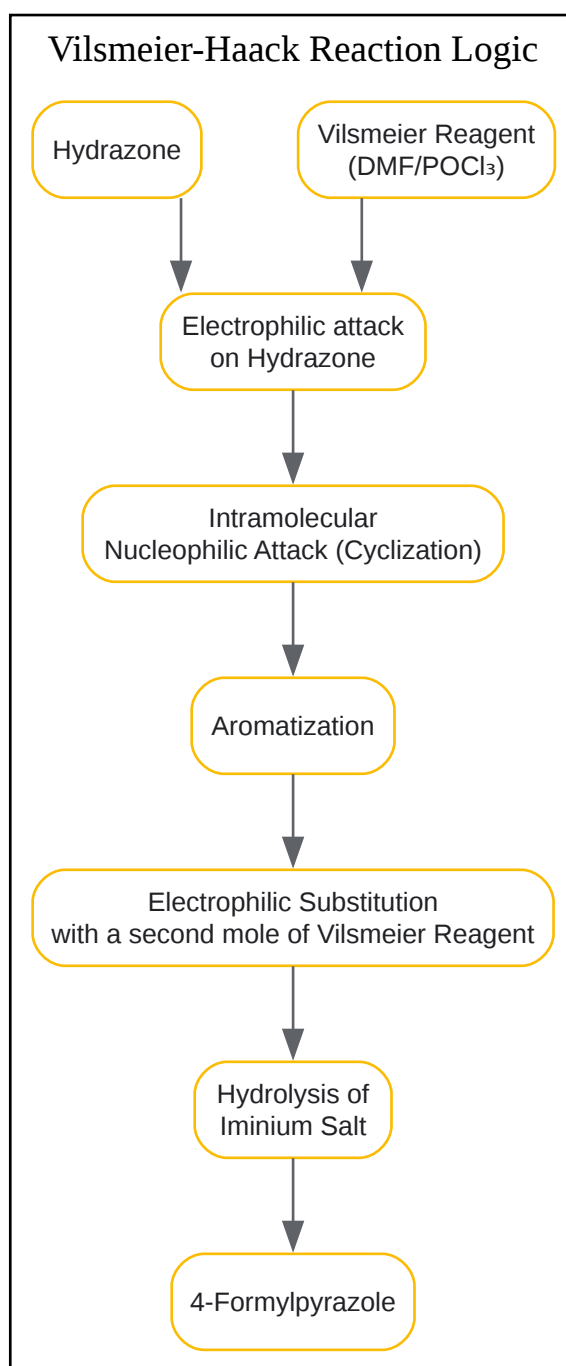 Vilsmeier-Haack Reaction Logic
Hydrazone
Vilsmeier Reagent
(DMF/POCl₃)
Electrophilic attack
on Hydrazone
Intramolecular
Nucleophilic Attack (Cyclization)
Aromatization
Electrophilic Substitution
with a second mole of Vilsmeier Reagent
Hydrolysis of
Iminium Salt
4-Formylpyrazole